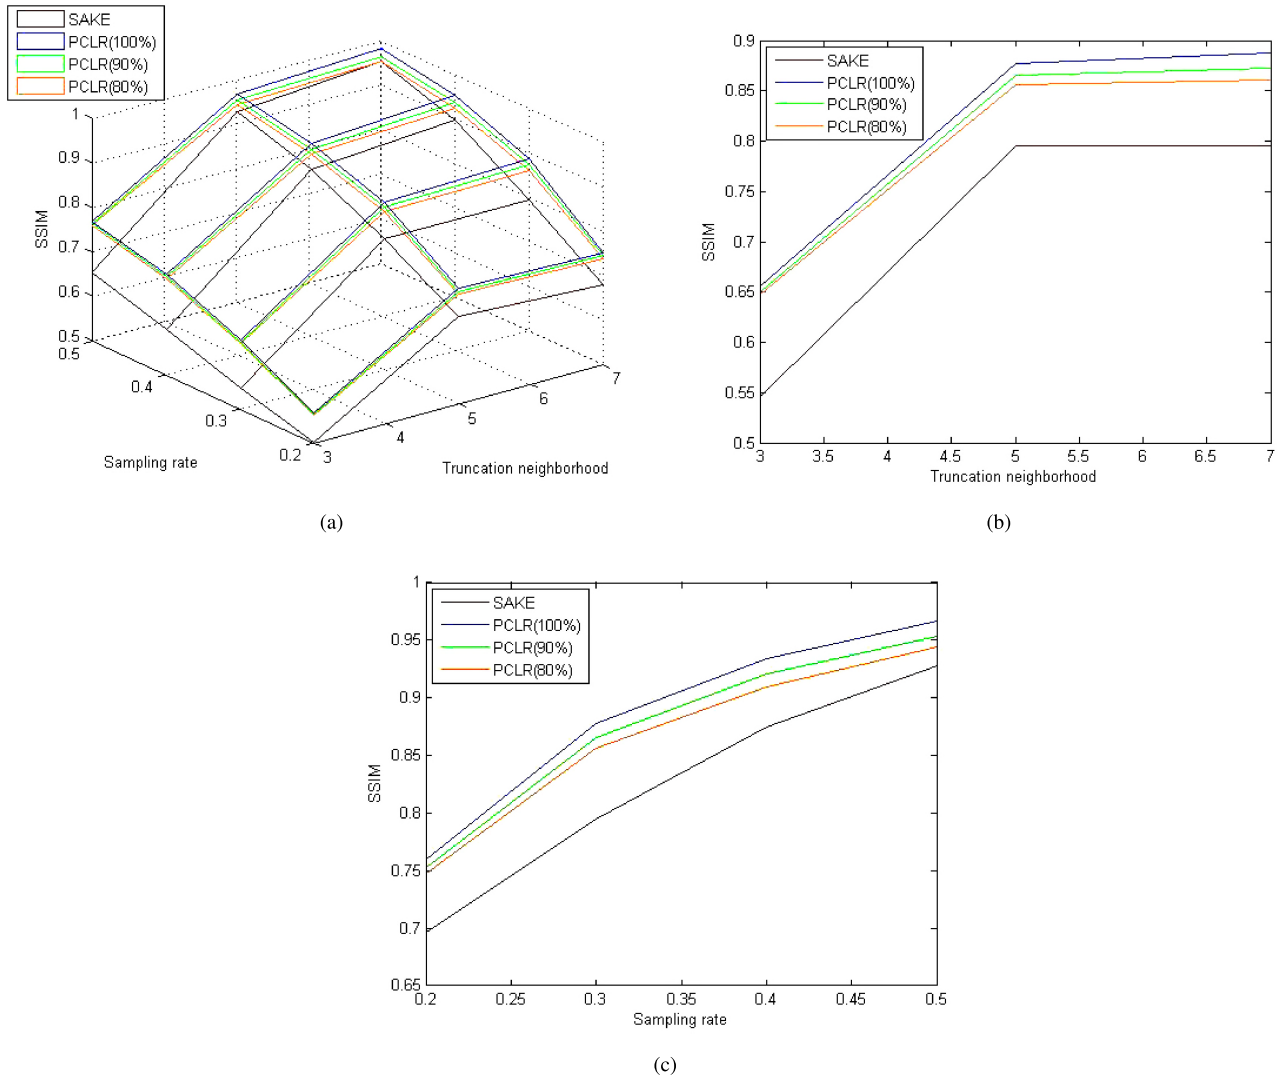 SAKE
PCLR(100%)
PCLR(90%)
PCLR(80%)
1
0.9
0.8
0.7
0.6
0.5
SSIM
0.5
0.4
0.3
0.2
Sampling rate
3
4
5
6
7
Truncation neighborhood
(a)
SAKE
PCLR(100%)
PCLR(90%)
PCLR(80%)
0.9
0.85
0.8
0.75
0.7
0.65
0.6
0.55
0.5
SSIM
3 3.5 4 4.5 5 5.5 6 6.5 7
Truncation neighborhood
(b)
SAKE
PCLR(100%)
PCLR(90%)
PCLR(80%)
1
0.95
0.9
0.85
0.8
0.75
0.7
0.65
SSIM
0.2 0.25 0.3 0.35 0.4 0.45 0.5
Sampling rate
(c)